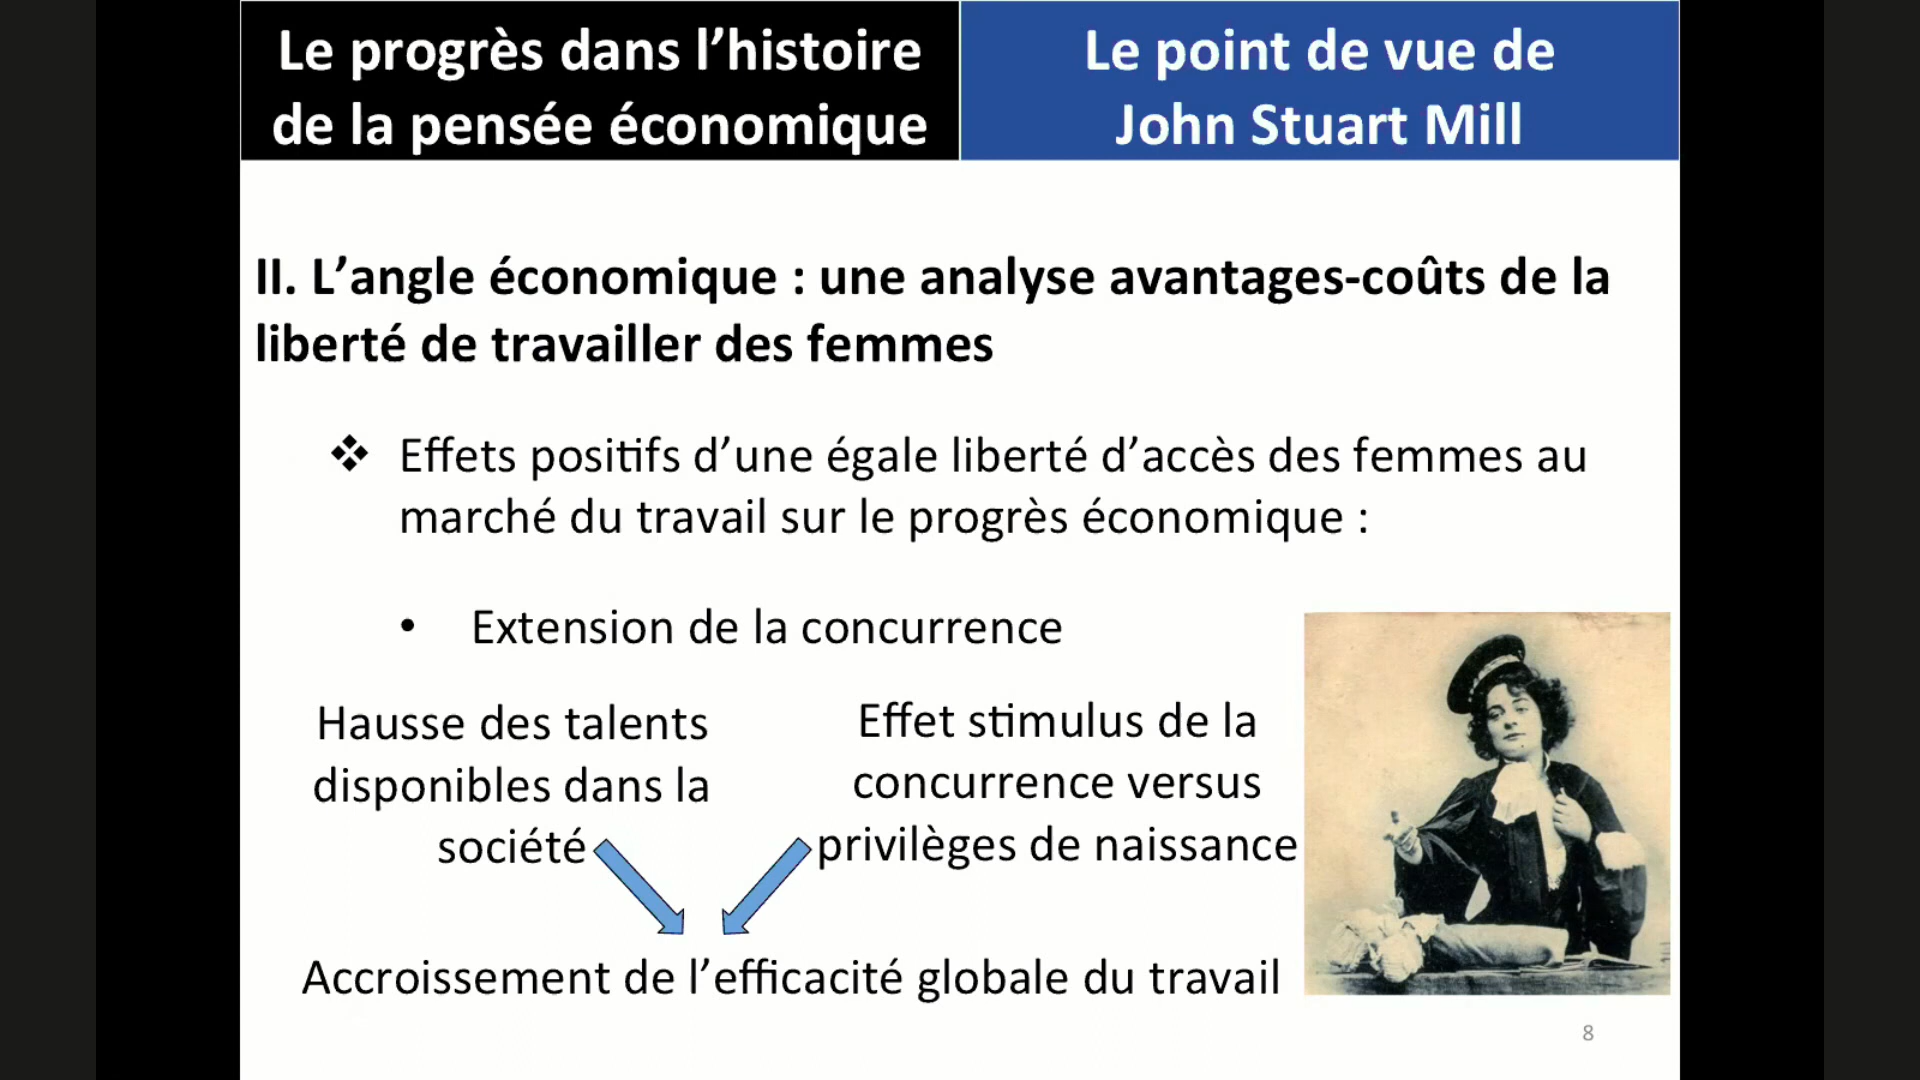 Le progrès dans l’histoire
de la pensée économique
Le point de vue de
John Stuart Mill
II. L’angle économique : une analyse avantages-coûts de la
liberté de travailler des femmes
❖ Effets positifs d’une égale liberté d’accès des femmes au
marché du travail sur le progrès économique :
• Extension de la concurrence
Hausse des talents
disponibles dans la
société
Effet stimulus de la
concurrence versus
privilèges de naissance
Accroissement de l’efficacité globale du travail
8